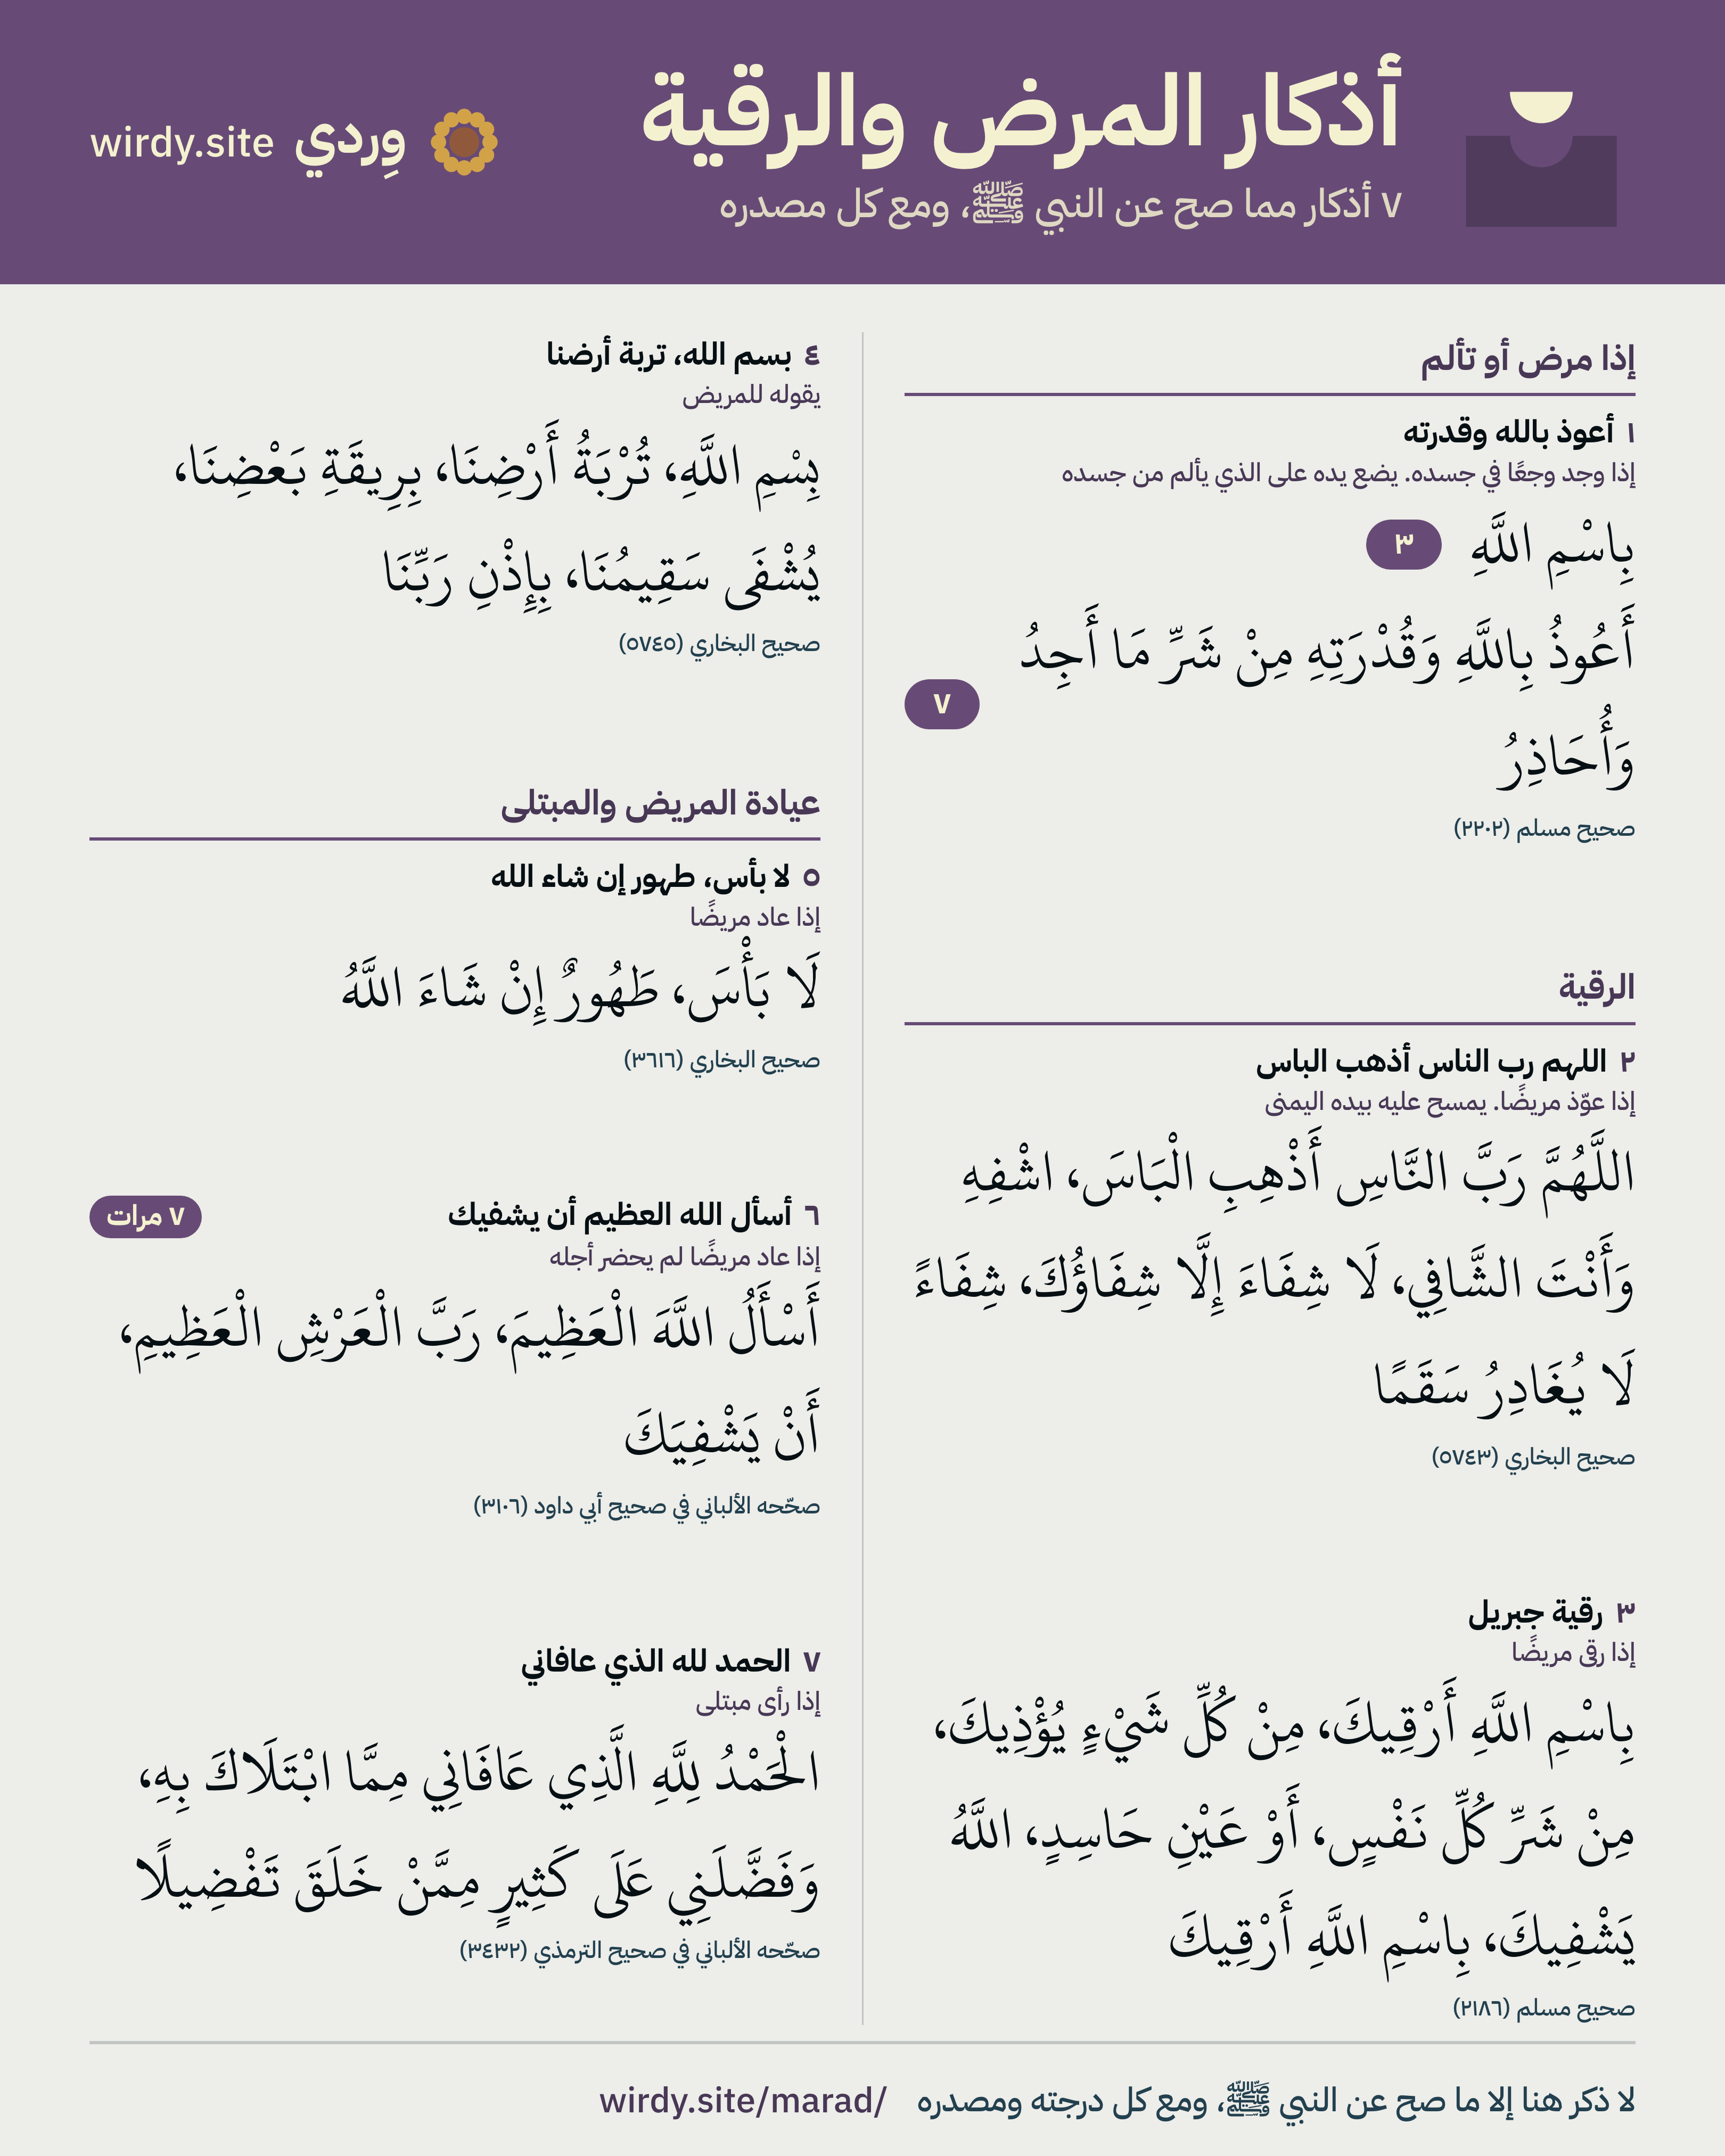 أذكار المرض والرقية
٧ أذكار مما صح عن النبي ﷺ، ومع كل مصدره
وِردي wirdy.site
إذا مرض أو تألم
١ أعوذ بالله وقدرته
إذا وجد وجعًا في جسده. يضع يده على الذي يألم من جسده
بِاسْمِ اللَّهِ ٣
أَعُوذُ بِاللَّهِ وَقُدْرَتِهِ مِنْ شَرِّ مَا أَجِدُ
٧
وَأُحَاذِرُ
صحيح مسلم (٢٢٠٢)
الرقية
٢ اللهم رب الناس أذهب الباس
إذا عوّذ مريضًا. يمسح عليه بيده اليمنى
اللَّهُمَّ رَبَّ النَّاسِ أَذْهِبِ الْبَاسَ، اشْفِهِ
وَأَنْتَ الشَّافِي، لَا شِفَاءَ إِلَّا شِفَاؤُكَ، شِفَاءً
لَا يُغَادِرُ سَقَمًا
صحيح البخاري (٥٧٤٣)
٣ رقية جبريل
إذا رقى مريضًا
بِاسْمِ اللَّهِ أَرْقِيكَ، مِنْ كُلِّ شَيْءٍ يُؤْذِيكَ،
مِنْ شَرِّ كُلِّ نَفْسٍ، أَوْ عَيْنِ حَاسِدٍ، اللَّهُ
يَشْفِيكَ، بِاسْمِ اللَّهِ أَرْقِيكَ
صحيح مسلم (٢١٨٦)
٤ بسم الله، تربة أرضنا
يقوله للمريض
بِسْمِ اللَّهِ، تُرْبَةُ أَرْضِنَا، بِرِيقَةِ بَعْضِنَا،
يُشْفَى سَقِيمُنَا، بِإِذْنِ رَبِّنَا
صحيح البخاري (٥٧٤٥)
عيادة المريض والمبتلى
٥ لا بأس، طهور إن شاء الله
إذا عاد مريضًا
لَا بَأْسَ، طَهُورٌ إِنْ شَاءَ اللَّهُ
صحيح البخاري (٣٦١٦)
٦ أسأل الله العظيم أن يشفيك ٧ مرات
إذا عاد مريضًا لم يحضر أجله
أَسْأَلُ اللَّهَ الْعَظِيمَ، رَبَّ الْعَرْشِ الْعَظِيمِ،
أَنْ يَشْفِيَكَ
صحّحه الألباني في صحيح أبي داود (٣١٠٦)
٧ الحمد لله الذي عافاني
إذا رأى مبتلى
الْحَمْدُ لِلَّهِ الَّذِي عَافَانِي مِمَّا ابْتَلَاكَ بِهِ،
وَفَضَّلَنِي عَلَى كَثِيرٍ مِمَّنْ خَلَقَ تَفْضِيلًا
صحّحه الألباني في صحيح الترمذي (٣٤٣٢)
لا ذكر هنا إلا ما صح عن النبي ﷺ، ومع كل درجته ومصدره wirdy.site/marad/